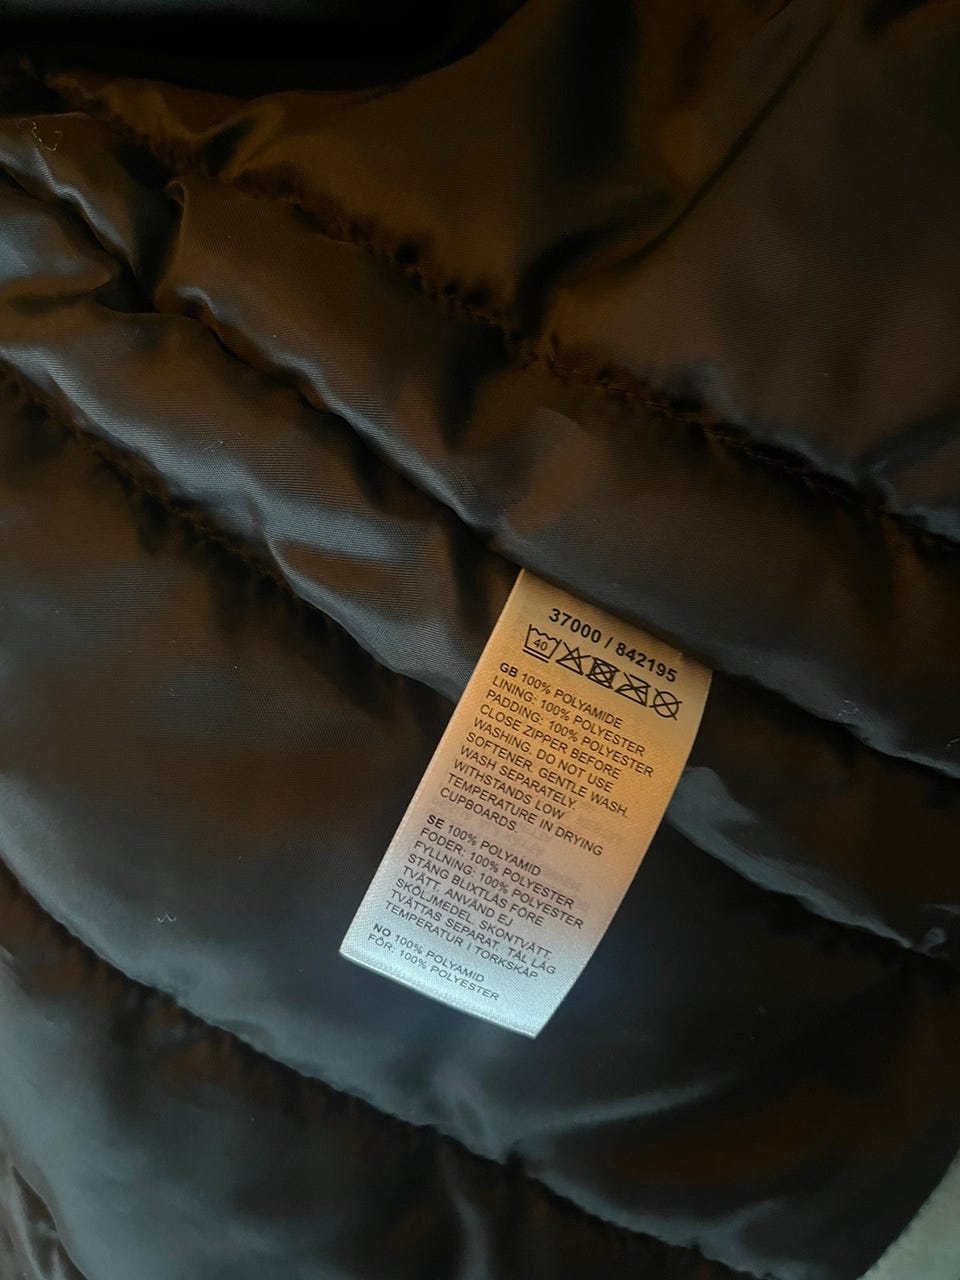 37000 / 842195
40
GB 100% POLYAMIDE
LINING: 100% POLYESTER
PADDING: 100% POLYESTER
CLOSE ZIPPER BEFORE
WASHING. DO NOT USE
SOFTENER. GENTLE WASH.
WASH SEPARATELY.
WITHSTANDS LOW
TEMPERATURE IN DRYING
CUPBOARDS.
SE 100% POLYAMID
FODER: 100% POLYESTER
FYLLNING: 100% POLYESTER
STÄNG BLIXTLÅS FÖRE
TVÄTT. ANVÄND EJ
SKÖLJMEDEL. SKONTVÄTT.
TVÄTTAS SEPARAT. TÅL LÅG
TEMPERATUR I TORKSKÅP.
NO 100% POLYAMID
FÔR: 100% POLYESTER